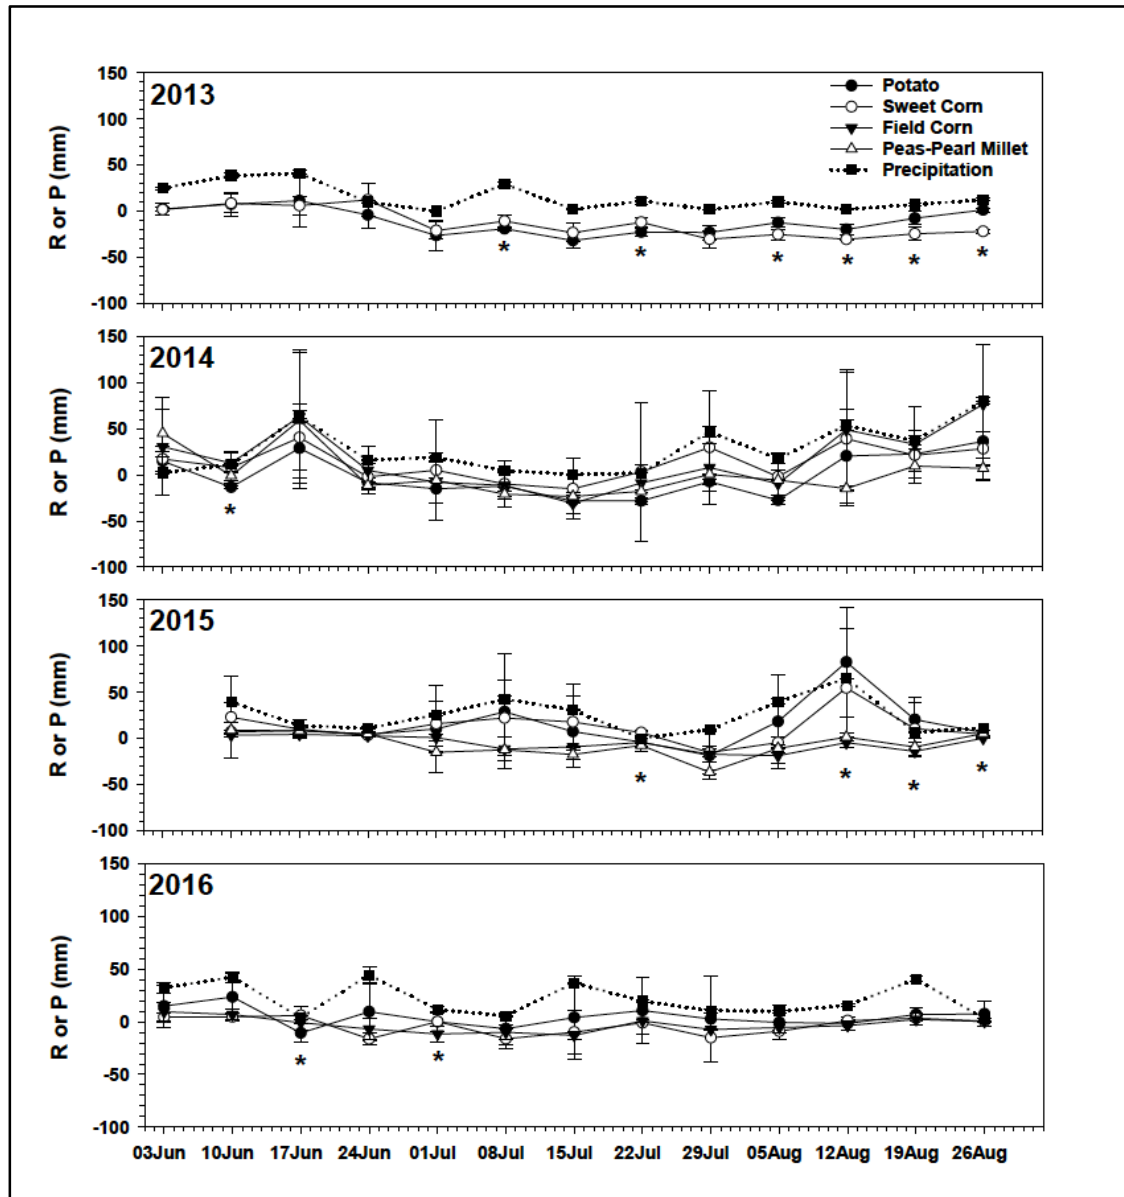 150
100
50
0
-50
-100
R or P (mm)
2013
Potato
Sweet Corn
Field Corn
Peas-Pearl Millet
Precipitation
* * * * * *
150
100
50
0
-50
-100
R or P (mm)
2014
*
150
100
50
0
-50
-100
R or P (mm)
2015
* * * *
150
100
50
0
-50
-100
R or P (mm)
2016
* *
03Jun 10Jun 17Jun 24Jun 01Jul 08Jul 15Jul 22Jul 29Jul 05Aug 12Aug 19Aug 26Aug